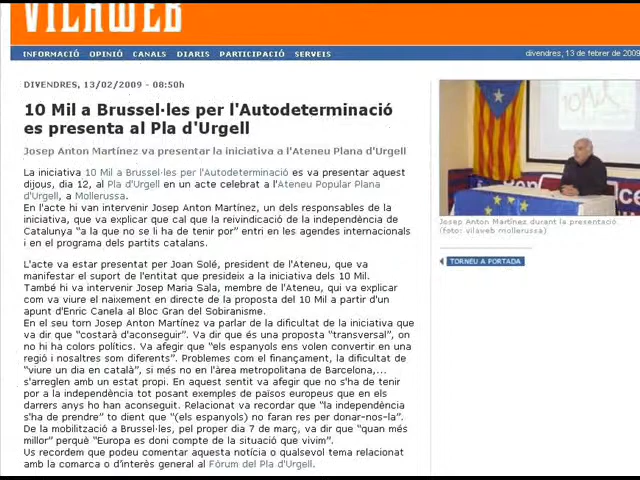 VILAWEB
INFORMACIÓ OPINIÓ CANALS DIARIS PARTICIPACIÓ SERVEIS
divendres, 13 de febrer de 2009
DIVENDRES, 13/02/2009 - 08:50h
10 Mil a Brussel·les per l'Autodeterminació
es presenta al Pla d'Urgell
Josep Anton Martínez va presentar la iniciativa a l'Ateneu Plana d'Urgell
La iniciativa 10 Mil a Brussel·les per l'Autodeterminació es va presentar aquest
dijous, dia 12, al Pla d'Urgell en un acte celebrat a l'Ateneu Popular Plana
d'Urgell, a Mollerussa.
En l'acte hi van intervenir Josep Anton Martínez, un dels responsables de la
iniciativa, que va explicar que cal que la reivindicació de la independència de
Catalunya "a la que no se li ha de tenir por" entri en les agendes internacionals
i en el programa dels partits catalans.
L'acte va estar presentat per Joan Solé, president de l'Ateneu, que va
manifestar el suport de l'entitat que presideix a la iniciativa dels 10 Mil.
També hi va intervenir Josep Maria Sala, membre de l'Ateneu, qui va explicar
com va viure el naixement en directe de la proposta del 10 Mil a partir d'un
apunt d'Enric Canela al Bloc Gran del Sobiranisme.
En el seu torn Josep Anton Martínez va parlar de la dificultat de la iniciativa que
va dir que "costarà d'aconseguir". Va dir que és una proposta "transversal", on
no hi ha colors polítics. Va afegir que "els espanyols ens volen convertir en una
regió i nosaltres som diferents". Problemes com el finançament, la dificultat de
"viure un dia en català", si més no en l'àrea metropolitana de Barcelona,...
s'arreglen amb un estat propi. En aquest sentit va afegir que no s'ha de tenir
por a la independència tot posant exemples de països europeus que en els
darrers anys ho han aconseguit. Relacionat va recordar que "la independència
s'ha de prendre" to dient que "(els espanyols) no faran res per donar-nos-la".
De la mobilització a Brussel·les, pel proper dia 7 de març, va dir que "quan més
millor" perquè "Europa es doni compte de la situació que vivim".
Us recordem que podeu comentar aquesta notícia o qualsevol tema relacionat
amb la comarca o d'interès general al Fòrum del Pla d'Urgell.
10Mil
Josep Anton Martínez durant la presentació
(foto: vilaweb mollerussa)
TORNEU A PORTADA